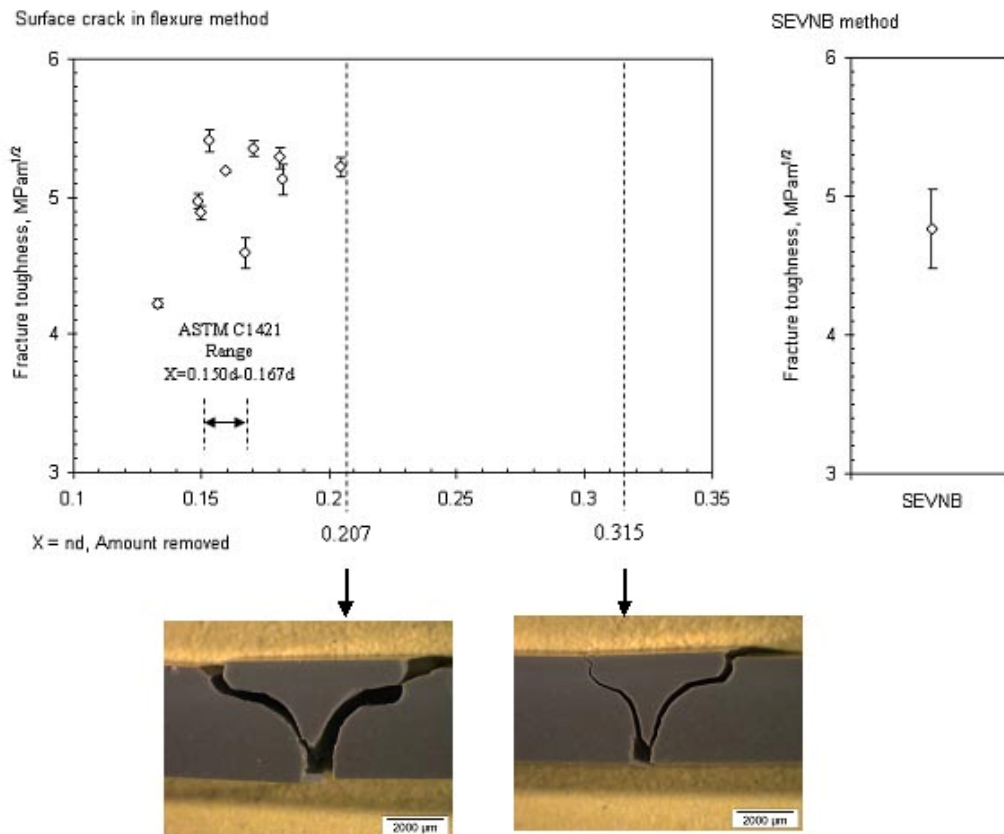 Surface crack in flexure method
SEVNB method
6
5
4
3
Fracture toughness, MPam1/2
ASTM C1421
Range
X=0.150d-0.167d
0.1
0.15
0.2
0.25
0.3
0.35
0.207
0.315
X = nd, Amount removed
6
5
4
3
Fracture toughness, MPam1/2
SEVNB
2000 µm
2000 µm